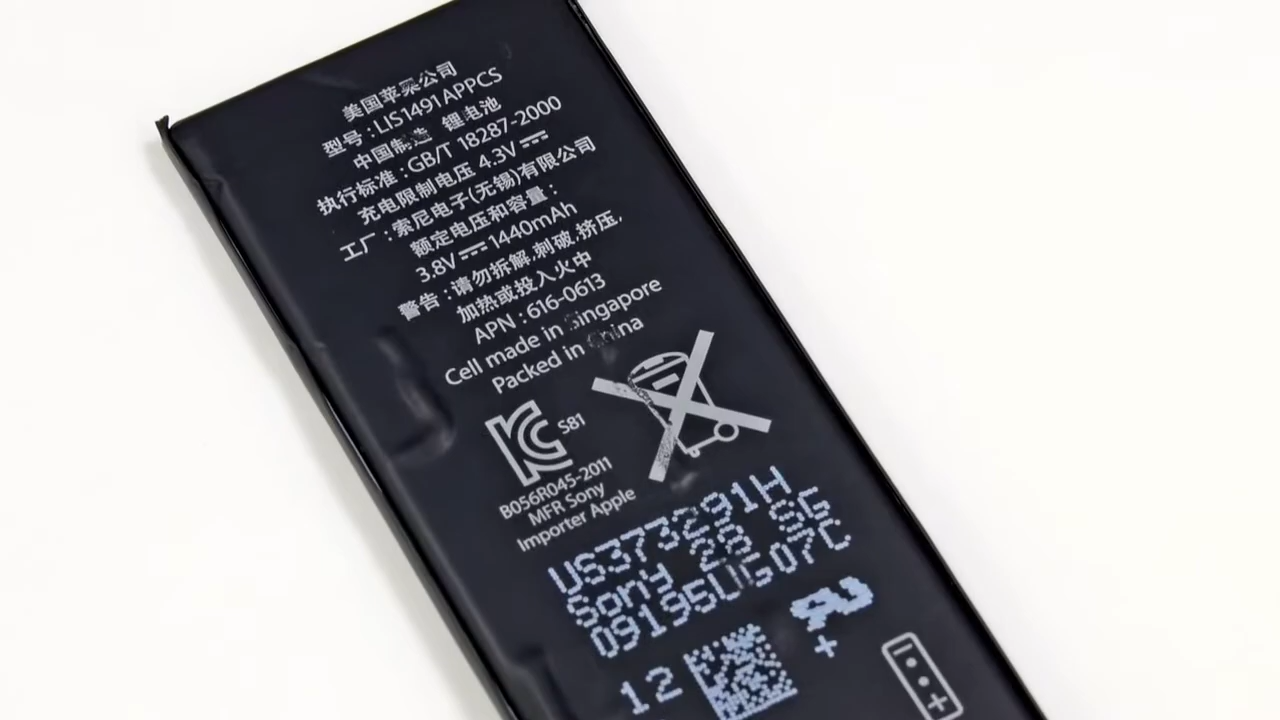 美国苹果公司
型号：LIS1491APPCS
中国制造 锂电池
执行标准：GB/T 18287-2000
充电限制电压 4.3V⎓
工厂：索尼电子(无锡)有限公司
额定电压和容量：
3.8V⎓1440mAh
警告：请勿拆解,刺破,挤压,
加热或投入火中
APN：616-0613
Cell made in Singapore
Packed in China
S81
B056R045-2011
MFR Sony
Importer Apple
US373291H
Sony 28 SG
09195UG07C
12